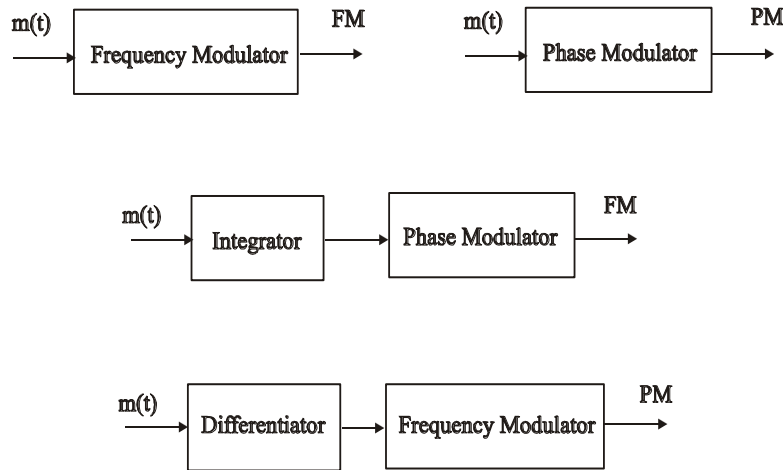 m(t) Frequency Modulator FM
m(t) Phase Modulator PM
m(t) Integrator Phase Modulator FM
m(t) Differentiator Frequency Modulator PM